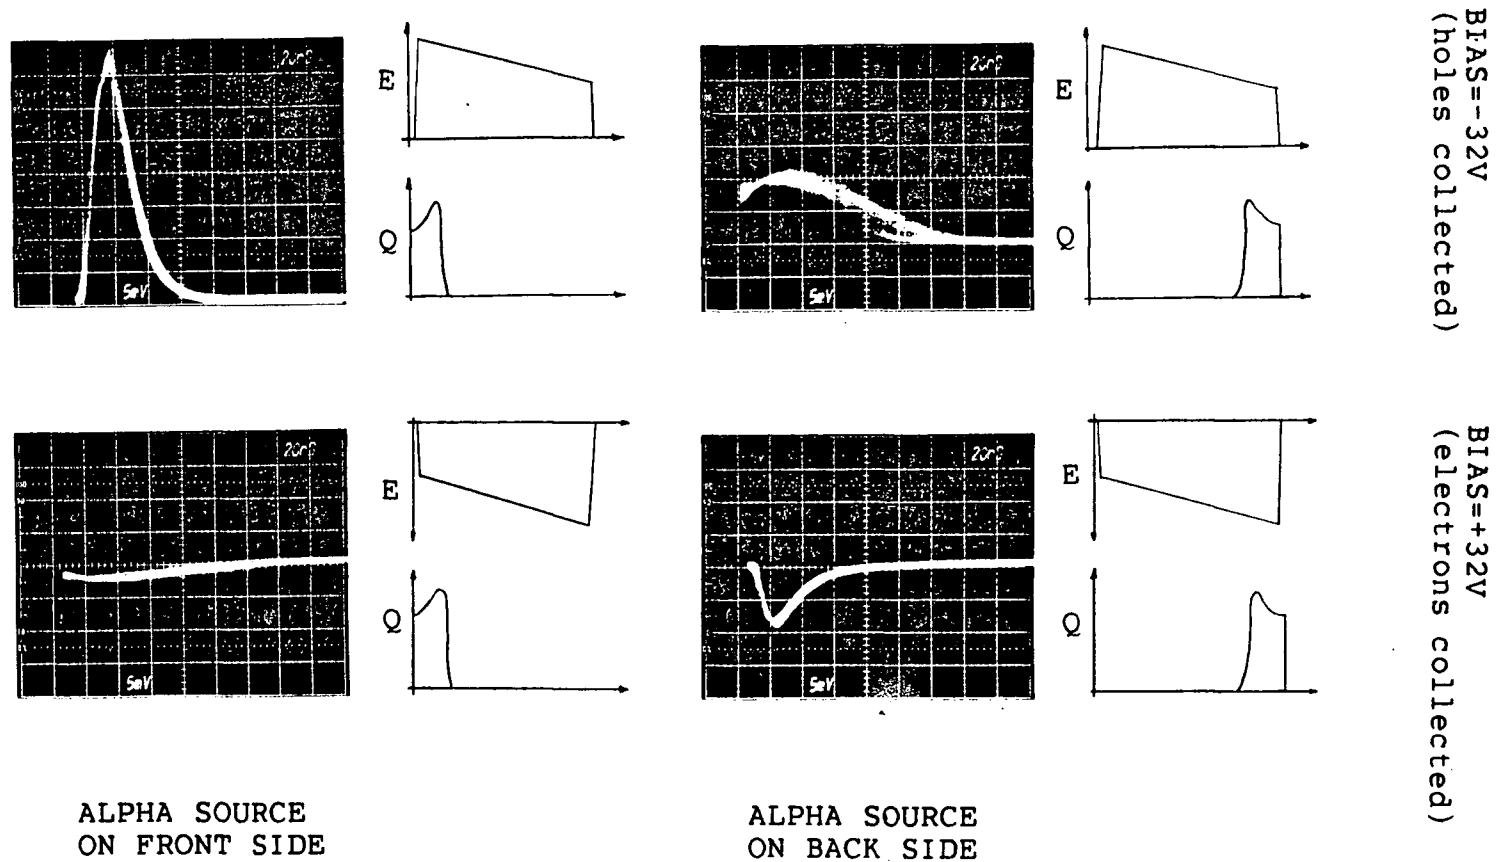 20nS
5mV
E
Q
20nS
5mV
E
Q
BIAS=-32V
(holes collected)
20nS
5mV
E
Q
20nS
5mV
E
Q
BIAS=+32V
(electrons collected)
ALPHA SOURCE
ON FRONT SIDE
ALPHA SOURCE
ON BACK SIDE